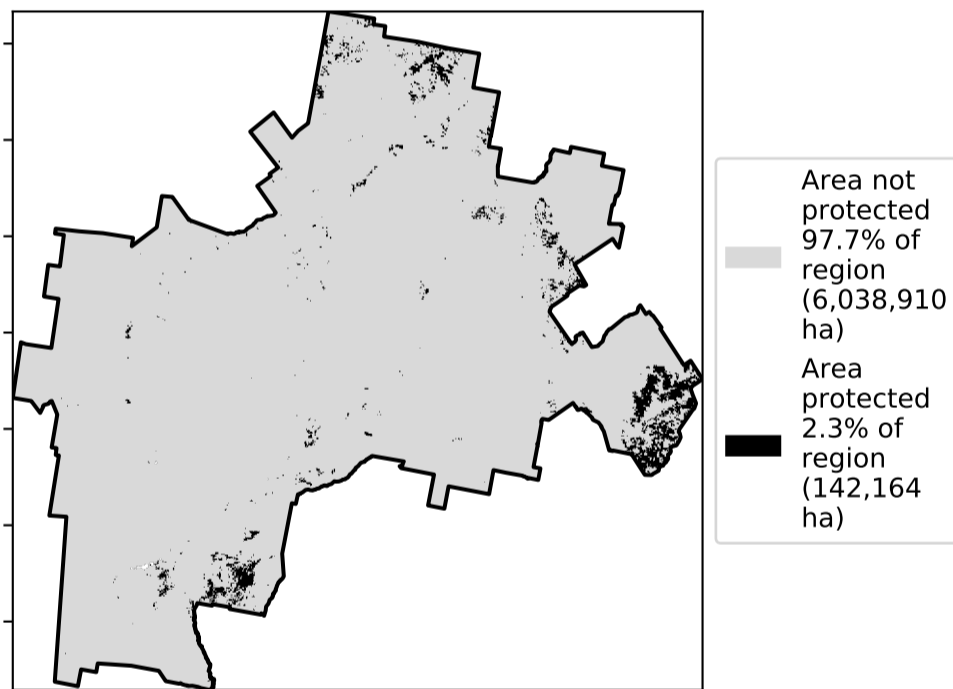 Area not
protected
97.7% of
region
(6,038,910
ha)
Area
protected
2.3% of
region
(142,164
ha)